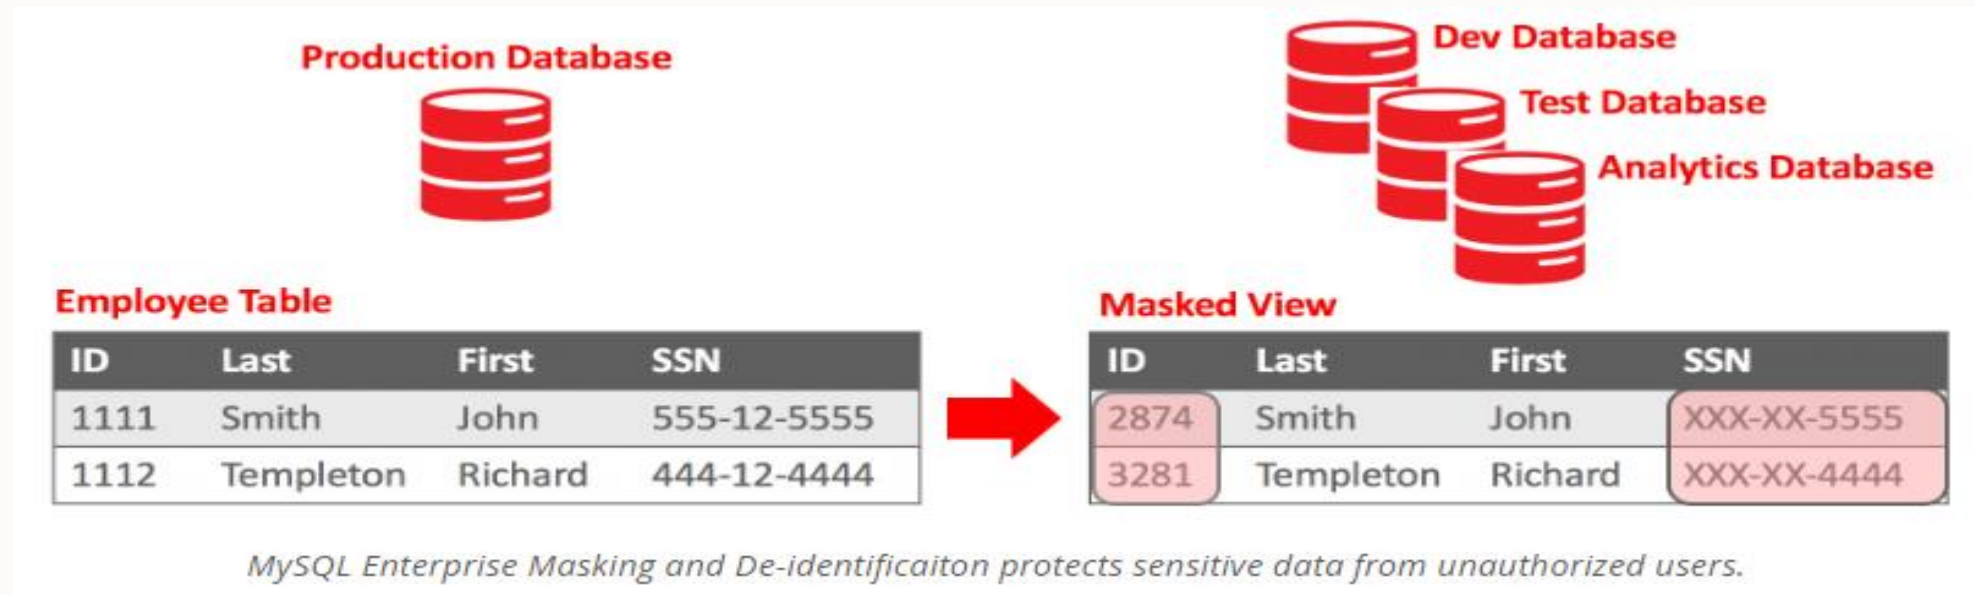 Production Database
Dev Database
Test Database
Analytics Database
Employee Table
ID Last First SSN
1111 Smith John 555-12-5555
1112 Templeton Richard 444-12-4444
Masked View
ID Last First SSN
2874 Smith John XXX-XX-5555
3281 Templeton Richard XXX-XX-4444
MySQL Enterprise Masking and De-identificaiton protects sensitive data from unauthorized users.